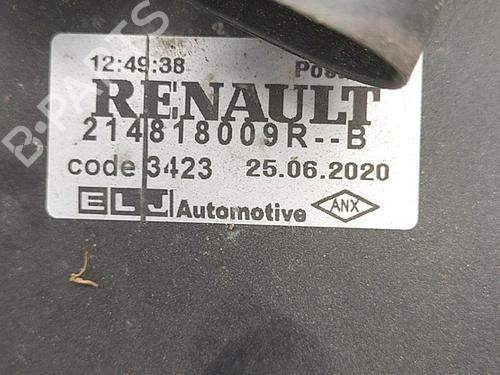 12:49:38
RENAULT
214818009R--B
code 3423 25.06.2020
ELJ Automotive ANX
B-PARTS